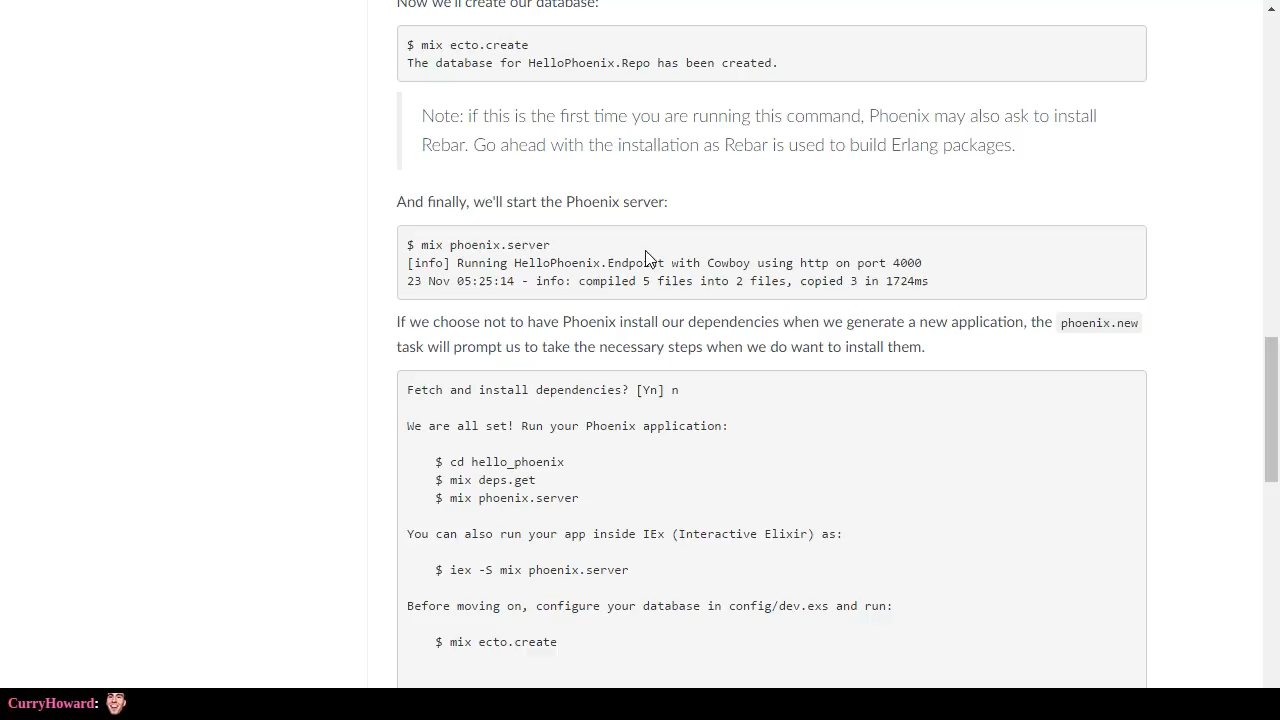 Now we'll create our database:
$ mix ecto.create
The database for HelloPhoenix.Repo has been created.
Note: if this is the first time you are running this command, Phoenix may also ask to install
Rebar. Go ahead with the installation as Rebar is used to build Erlang packages.
And finally, we'll start the Phoenix server:
$ mix phoenix.server
[info] Running HelloPhoenix.Endpoint with Cowboy using http on port 4000
23 Nov 05:25:14 - info: compiled 5 files into 2 files, copied 3 in 1724ms
If we choose not to have Phoenix install our dependencies when we generate a new application, the phoenix.new
task will prompt us to take the necessary steps when we do want to install them.
Fetch and install dependencies? [Yn] n
We are all set! Run your Phoenix application:
$ cd hello_phoenix
$ mix deps.get
$ mix phoenix.server
You can also run your app inside IEx (Interactive Elixir) as:
$ iex -S mix phoenix.server
Before moving on, configure your database in config/dev.exs and run:
$ mix ecto.create
CurryHoward: